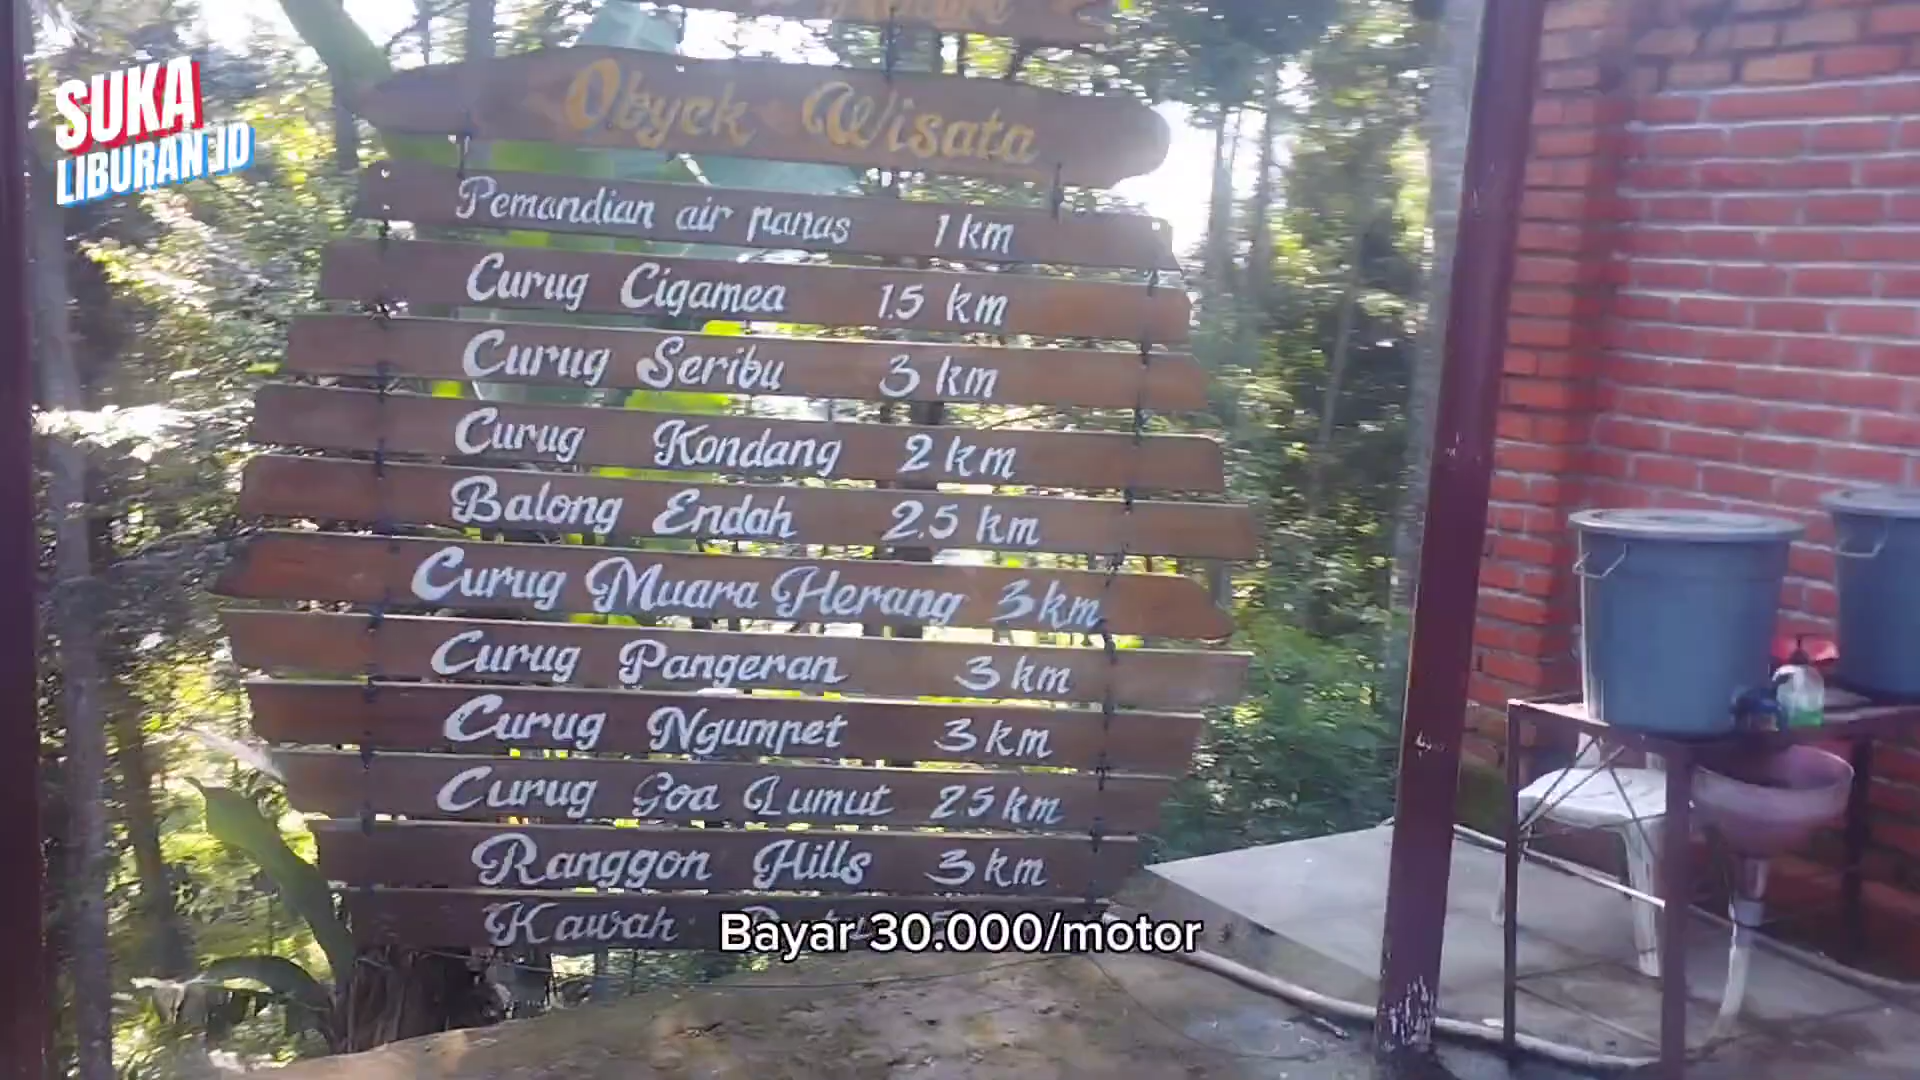 SUKA
LIBURAN.ID
Obyek Wisata
Pemandian air panas 1 km
Curug Cigamea 1.5 km
Curug Seribu 3 km
Curug Kondang 2 km
Balong Endah 2.5 km
Curug Muara Herang 3 km
Curug Pangeran 3 km
Curug Ngumpet 3 km
Curug Goa Lumut 2.5 km
Ranggon Hills 3 km
Kawah
Bayar 30.000/motor